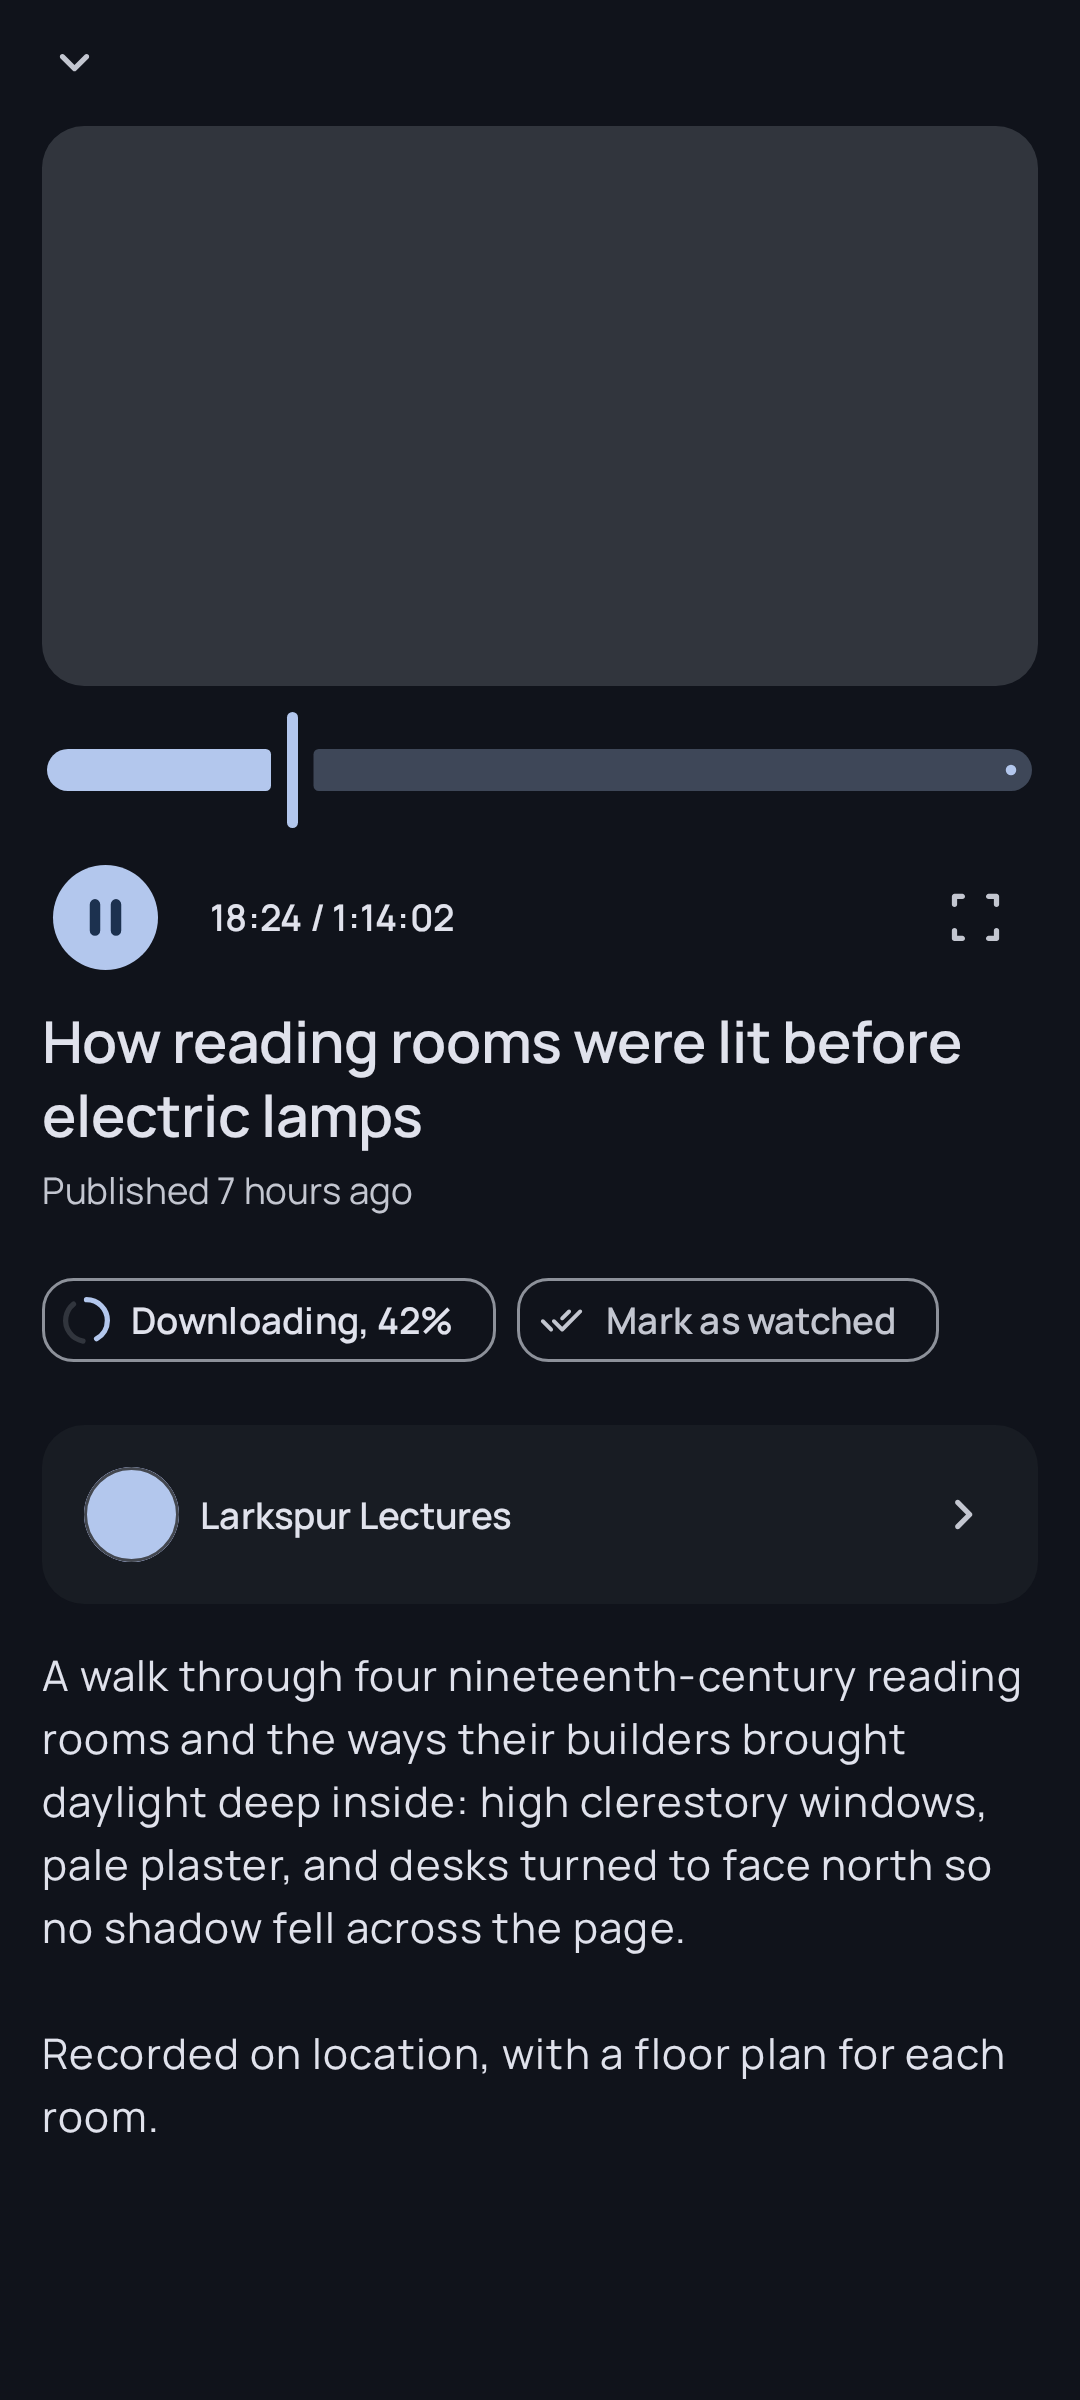 18:24 / 1:14:02
How reading rooms were lit before
electric lamps
Published 7 hours ago
Downloading, 42%
Mark as watched
Larkspur Lectures
A walk through four nineteenth-century reading
rooms and the ways their builders brought
daylight deep inside: high clerestory windows,
pale plaster, and desks turned to face north so
no shadow fell across the page.
Recorded on location, with a floor plan for each
room.